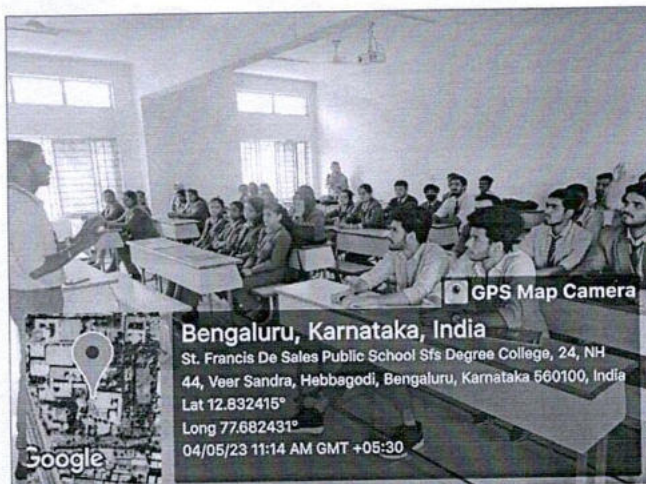 GPS Map Camera
Bengaluru, Karnataka, India
St. Francis De Sales Public School Sfs Degree College, 24, NH
44, Veer Sandra, Hebbagodi, Bengaluru, Karnataka 560100, India
Lat 12.832415°
Long 77.682431°
04/05/23 11:14 AM GMT +05:30
Google